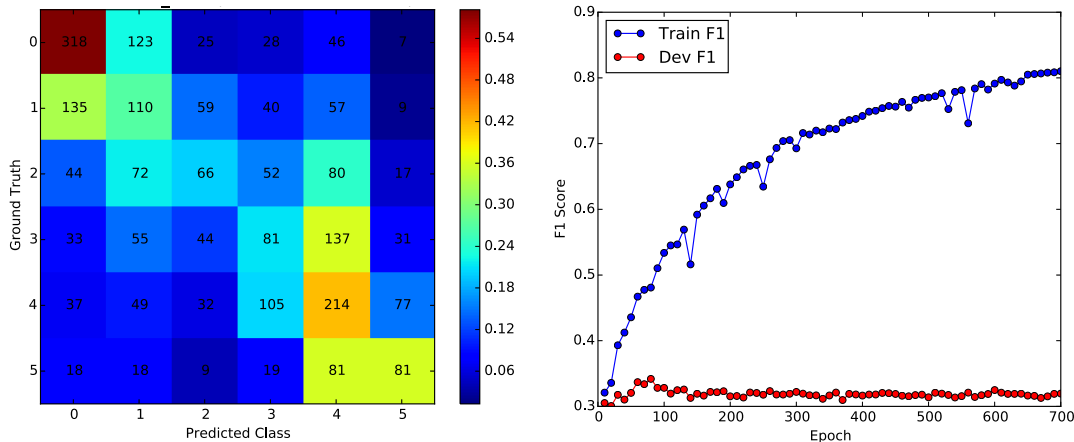 0 318 123 25 28 46 7
1 135 110 59 40 57 9
2 44 72 66 52 80 17
3 33 55 44 81 137 31
4 37 49 32 105 214 77
5 18 18 9 19 81 81
0 1 2 3 4 5
Predicted Class
Ground Truth
0.54
0.48
0.42
0.36
0.30
0.24
0.18
0.12
0.06
Train F1
Dev F1
0.9
0.8
0.7
0.6
0.5
0.4
0.3
F1 Score
0 100 200 300 400 500 600 700
Epoch